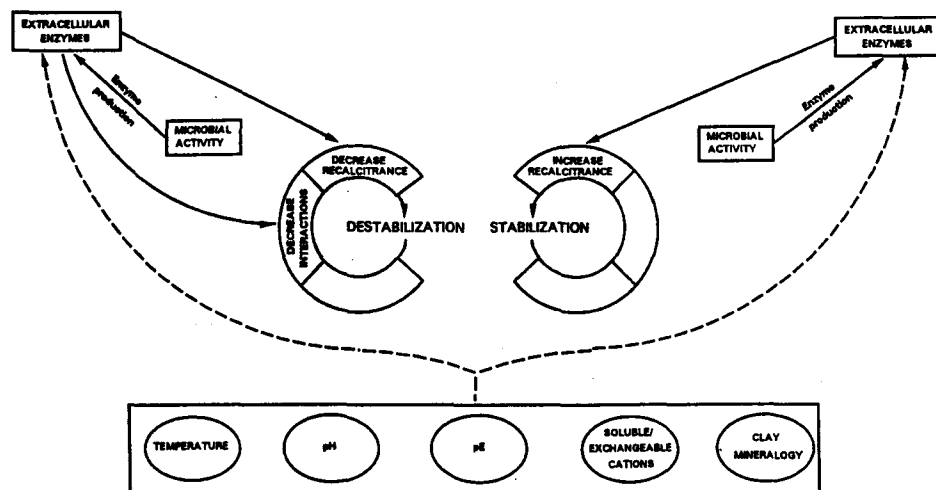 EXTRACELLULAR
ENZYMES
Enzyme
production
MICROBIAL
ACTIVITY
DECREASE
RECALCITRANCE
DECREASE
INTERACTIONS
DESTABILIZATION
EXTRACELLULAR
ENZYMES
Enzyme
production
MICROBIAL
ACTIVITY
INCREASE
RECALCITRANCE
STABILIZATION
TEMPERATURE
pH
pE
SOLUBLE/
EXCHANGEABLE
CATIONS
CLAY
MINERALOGY